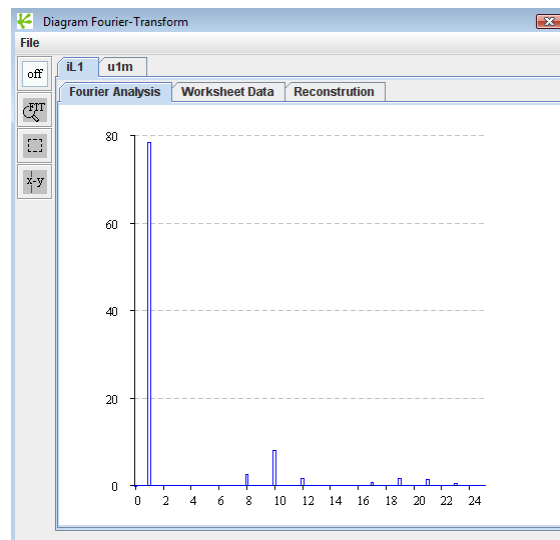 Diagram Fourier-Transform
File
off
iL1 u1m
Fourier Analysis Worksheet Data Reconstrution
FIT
x-y
80
60
40
20
0
0 2 4 6 8 10 12 14 16 18 20 22 24